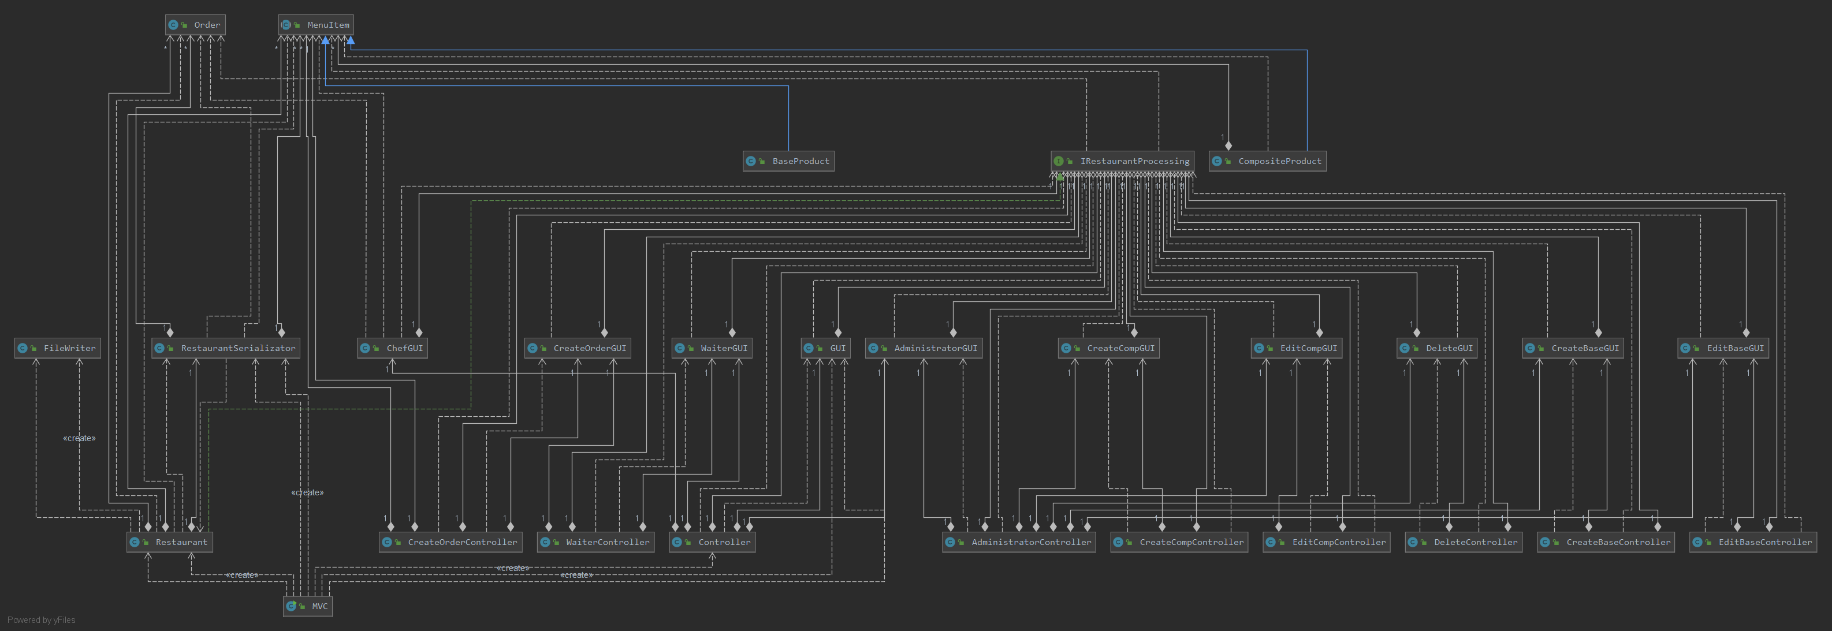 Order
MenuItem
BaseProduct
IRestaurantProcessing
CompositeProduct
FileWriter
RestaurantSerializator
ChefGUI
CreateOrderGUI
WaiterGUI
GUI
AdministratorGUI
CreateCompGUI
EditCompGUI
DeleteGUI
CreateBaseGUI
EditBaseGUI
«create»
«create»
Restaurant
CreateOrderController
WaiterController
Controller
AdministratorController
CreateCompController
EditCompController
DeleteController
CreateBaseController
EditBaseController
«create»
«create»
«create»
MVC
Powered by yFiles